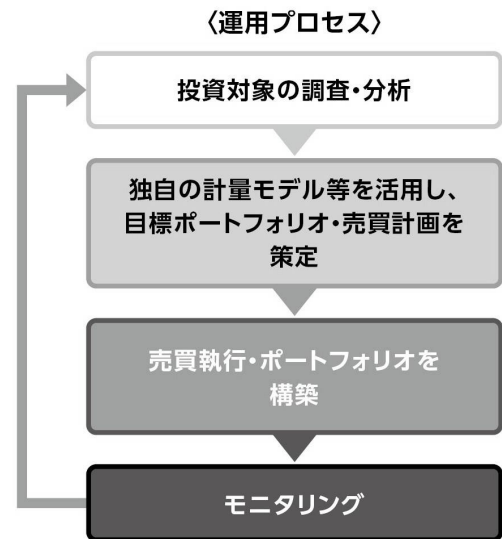 〈運用プロセス〉
投資対象の調査・分析
独自の計量モデル等を活用し、
目標ポートフォリオ・売買計画を
策定
売買執行・ポートフォリオを
構築
モニタリング